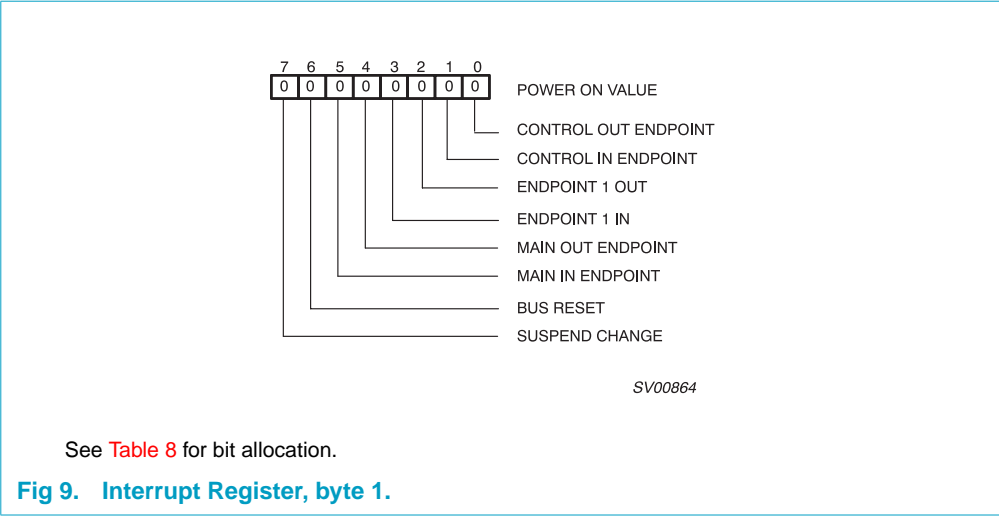 7 6 5 4 3 2 1 0
0 0 0 0 0 0 0 0 POWER ON VALUE
CONTROL OUT ENDPOINT
CONTROL IN ENDPOINT
ENDPOINT 1 OUT
ENDPOINT 1 IN
MAIN OUT ENDPOINT
MAIN IN ENDPOINT
BUS RESET
SUSPEND CHANGE
SV00864
See Table 8 for bit allocation.
Fig 9. Interrupt Register, byte 1.